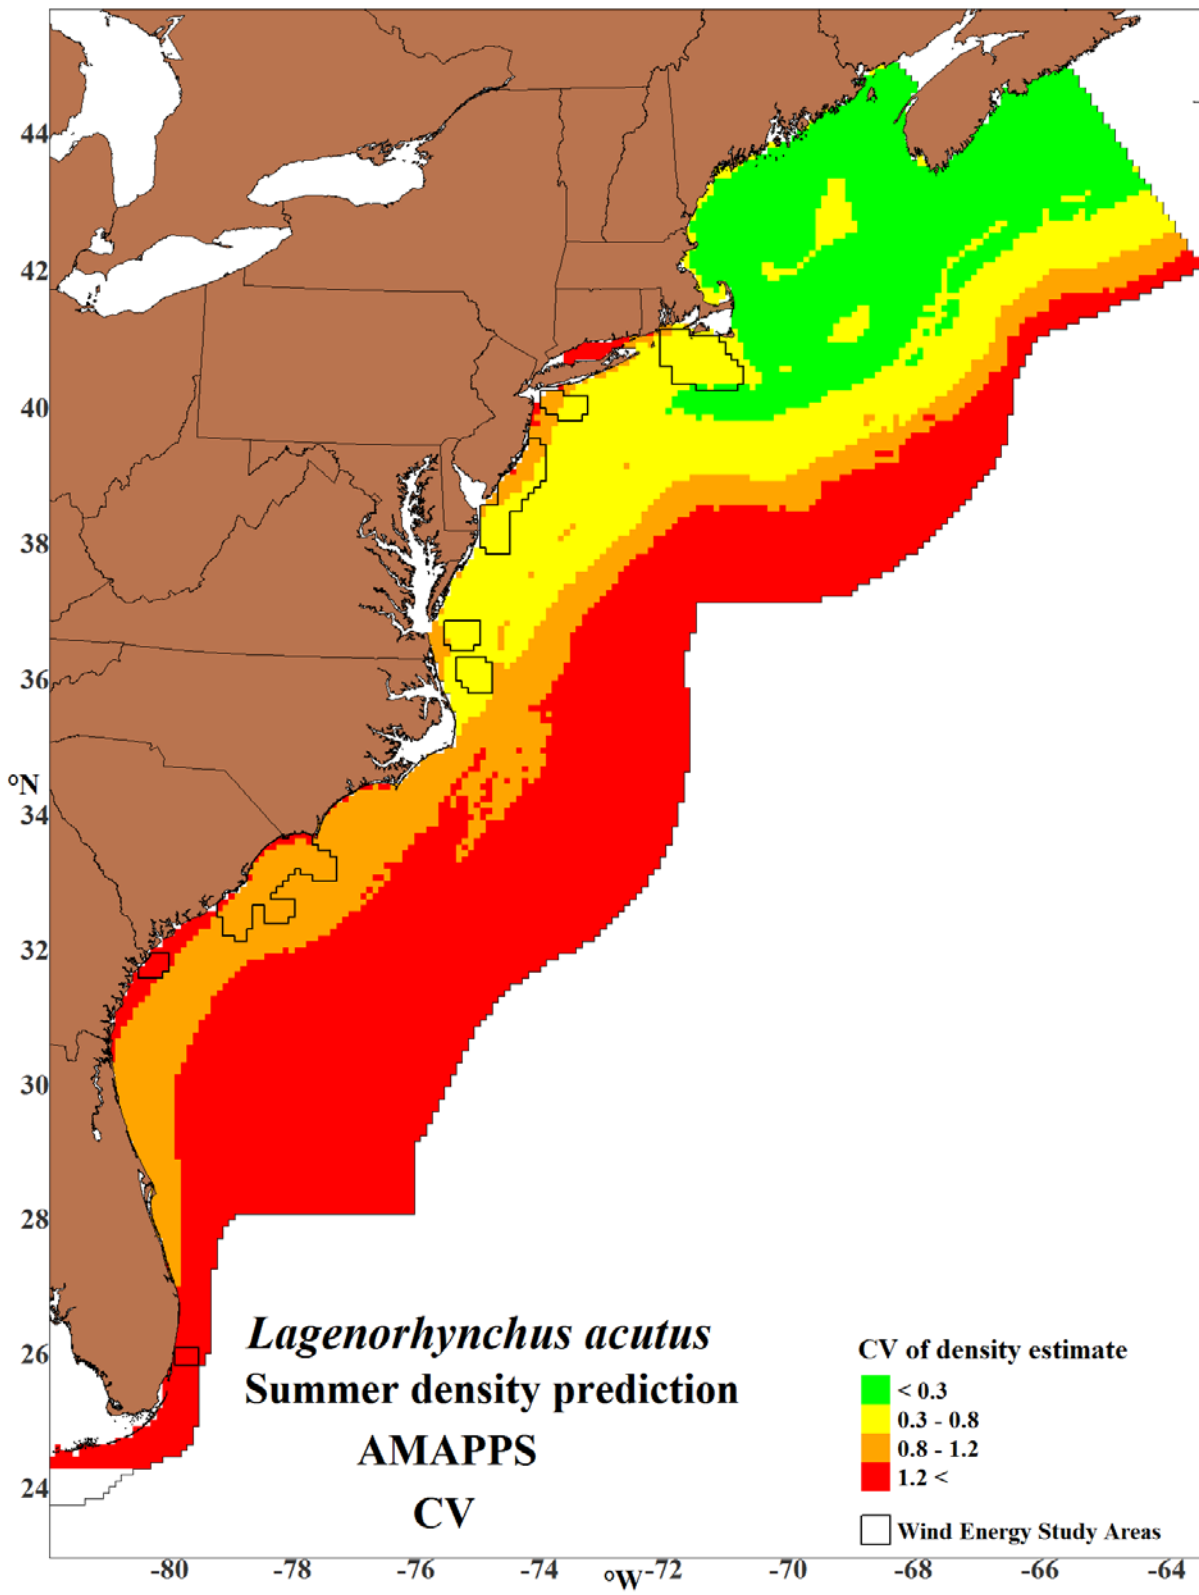 44
42
40
38
36
°N
34
32
30
28
26
24
Lagenorhynchus acutus
Summer density prediction
AMAPPS
CV
CV of density estimate
< 0.3
0.3 - 0.8
0.8 - 1.2
1.2 <
Wind Energy Study Areas
-80 -78 -76 -74 °W -72 -70 -68 -66 -64